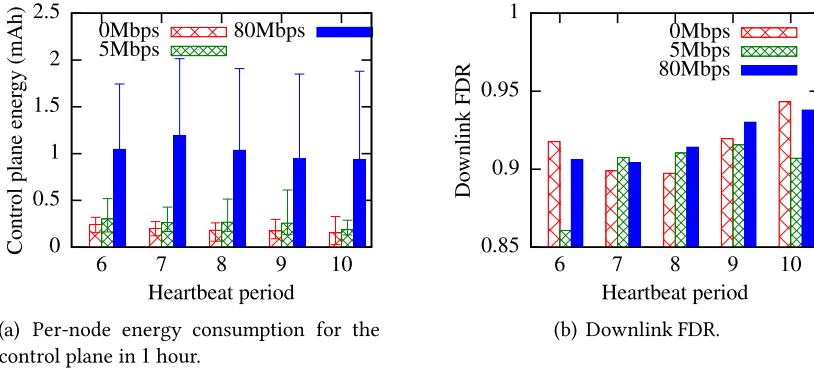 2.5
2
1.5
1
0.5
0
Control plane energy (mAh)
0Mbps
5Mbps
80Mbps
6 7 8 9 10
Heartbeat period
(a) Per-node energy consumption for the
control plane in 1 hour.
1
0.95
0.9
0.85
Downlink FDR
0Mbps
5Mbps
80Mbps
6 7 8 9 10
Heartbeat period
(b) Downlink FDR.